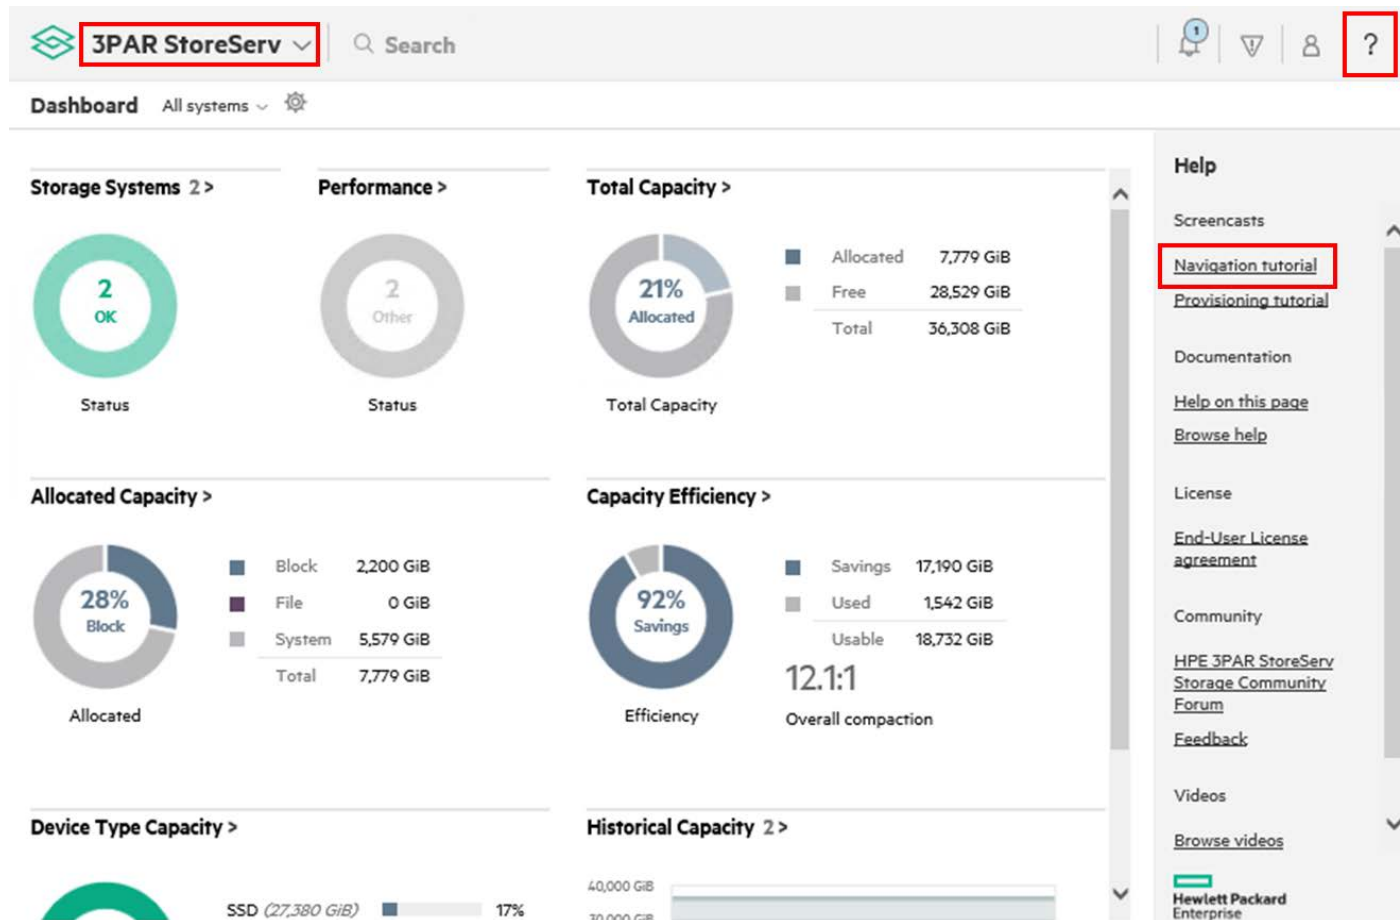 3PAR StoreServ
Search
1
?
Dashboard All systems
Storage Systems 2 >
2
OK
Status
Performance >
2
Other
Status
Total Capacity >
21%
Allocated
Total Capacity
Allocated 7,779 GiB
Free 28,529 GiB
Total 36,308 GiB
Allocated Capacity >
28%
Block
Allocated
Block 2,200 GiB
File 0 GiB
System 5,579 GiB
Total 7,779 GiB
Capacity Efficiency >
92%
Savings
Efficiency
Savings 17,190 GiB
Used 1,542 GiB
Usable 18,732 GiB
12.1:1
Overall compaction
Device Type Capacity >
SSD (27,380 GiB) 17%
Historical Capacity 2 >
40,000 GiB
30,000 GiB
Help
Screencasts
Navigation tutorial
Provisioning tutorial
Documentation
Help on this page
Browse help
License
End-User License
agreement
Community
HPE 3PAR StoreServ
Storage Community
Forum
Feedback
Videos
Browse videos
Hewlett Packard
Enterprise